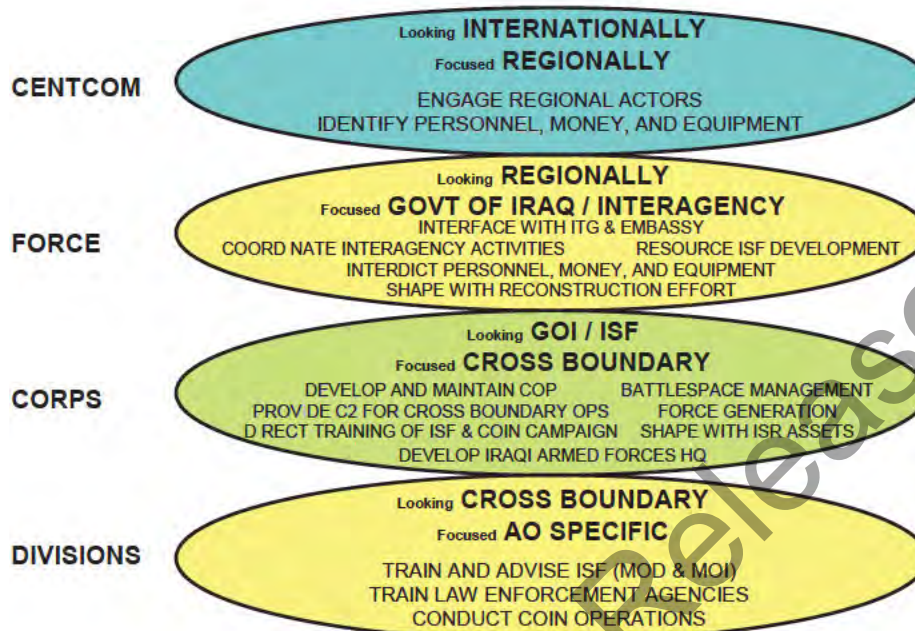 CENTCOM
Looking INTERNATIONALLY
Focused REGIONALLY
ENGAGE REGIONAL ACTORS
IDENTIFY PERSONNEL, MONEY, AND EQUIPMENT
FORCE
Looking REGIONALLY
Focused GOVT OF IRAQ / INTERAGENCY
INTERFACE WITH ITG & EMBASSY
COORD NATE INTERAGENCY ACTIVITIES RESOURCE ISF DEVELOPMENT
INTERDICT PERSONNEL, MONEY, AND EQUIPMENT
SHAPE WITH RECONSTRUCTION EFFORT
CORPS
Looking GOI / ISF
Focused CROSS BOUNDARY
DEVELOP AND MAINTAIN COP BATTLESPACE MANAGEMENT
PROV DE C2 FOR CROSS BOUNDARY OPS FORCE GENERATION
D RECT TRAINING OF ISF & COIN CAMPAIGN SHAPE WITH ISR ASSETS
DEVELOP IRAQI ARMED FORCES HQ
DIVISIONS
Looking CROSS BOUNDARY
Focused AO SPECIFIC
TRAIN AND ADVISE ISF (MOD & MOI)
TRAIN LAW ENFORCEMENT AGENCIES
CONDUCT COIN OPERATIONS
Release